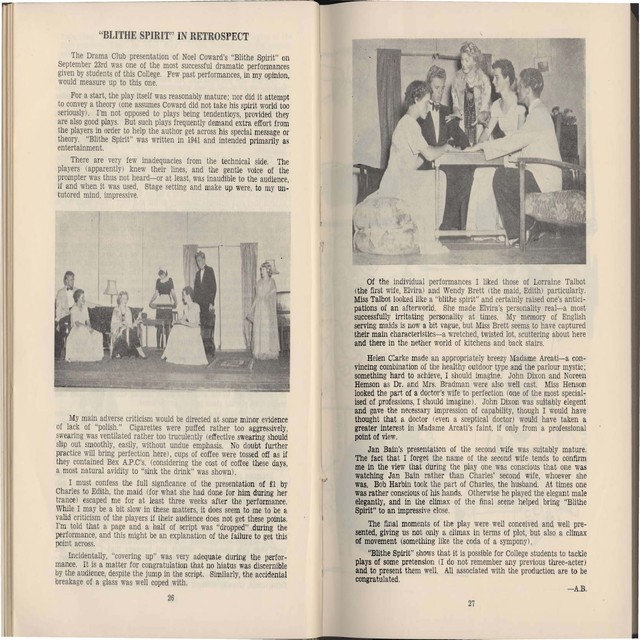 "BLITHE SPIRIT" IN RETROSPECT
The Drama Club presentation of Noel Coward's "Blithe Spirit" on
September 23rd was one of the most successful dramatic performances
given by students of this College. Few past performances, in my opinion,
would measure up to this one.
For a start, the play itself was reasonably mature; nor did it attempt
to convey a theory (one assumes Coward did not take his spirit world too
seriously). I'm not opposed to plays being tendentioys, provided they
are also good plays. But such plays frequently demand extra effort from
the players in order to help the author get across his special message or
theory. "Blithe Spirit" was written in 1941 and intended primarily as
entertainment.
There are very few inadequacies from the technical side. The
players (apparently) knew their lines, and the gentle voice of the
prompter was thus not heard—or at least, was inaudible to the audience,
if and when it was used. Stage setting and make up were, to my un-
tutored mind, impressive.
My main adverse criticism would be directed at some minor evidence
of lack of "polish." Cigarettes were puffed rather too aggressively,
swearing was ventilated rather too truculently (effective swearing should
slip out smoothly, easily, without undue emphasis. No doubt further
practice will bring perfection here), cups of coffee were tossed off as if
they contained Bex A.P.C's. (considering the cost of coffee these days,
a most natural avidity to "sink the drink" was shown).
I must confess the full significance of the presentation of £1 by
Charles to Edith, the maid (for what she had done for him during her
trance) escaped me for at least three weeks after the performance.
While I may be a bit slow in these matters, it does seem to me to be a
valid criticism of the players if their audience does not get these points.
I'm told that a page and a half of script was "dropped" during the
performance, and this might be an explanation of the failure to get this
point across.
Incidentally, "covering up" was very adequate during the perfor-
mance. It is a matter for congratulation that no hiatus was discernible
by the audience, despite the jump in the script. Similarly, the accidental
breakage of a glass was well coped with.
26
Of the individual performances I liked those of Lorraine Talbot
(the first wife, Elvira) and Wendy Brett (the maid, Edith) particularly.
Miss Talbot looked like a "blithe spirit" and certainly raised one's antici-
pations of an afterworld. She made Elvira's personality real—a most
successfully irritating personality at times. My memory of English
serving maids is now a bit vague, but Miss Brett seems to have captured
their main characteristics—a wretched, twisted lot, scuttering about here
and there in the nether world of kitchens and back stairs.
Helen Clarke made an appropriately breezy Madame Arcati—a con-
vincing combination of the healthy outdoor type and the parlour mystic;
something hard to achieve, I should imagine. John Dixon and Noreen
Hemson as Dr. and Mrs. Bradman were also well cast. Miss Henson
looked the part of a doctor's wife to perfection (one of the most special-
ised of professions, I should imagine). John Dixon was suitably elegant
and gave the necessary impression of capability, though I would have
thought that a doctor (even a sceptical doctor) would have taken a
greater interest in Madame Arcati's faint, if only from a professional
point of view.
Jan Bain's presentation of the second wife was suitably mature.
The fact that I forget the name of the second wife tends to confirm
me in the view that during the play one was conscious that one was
watching Jan Bain rather than Charles' second wife, whoever she
was. Bob Harbin took the part of Charles, the husband. At times one
was rather conscious of his hands. Otherwise he played the elegant male
elegantly, and in the climax of the final scene helped bring "Blithe
Spirit" to an impressive close.
The final moments of the play were well conceived and well pre-
sented, giving us not only a climax in terms of plot, but also a climax
of movement (something like the coda of a sympony).
"Blithe Spirit" shows that it is possible for College students to tackle
plays of some pretension (I do not remember any previous three-acter)
and to present them well. All associated with the production are to be
congratulated.
—A.B.
27